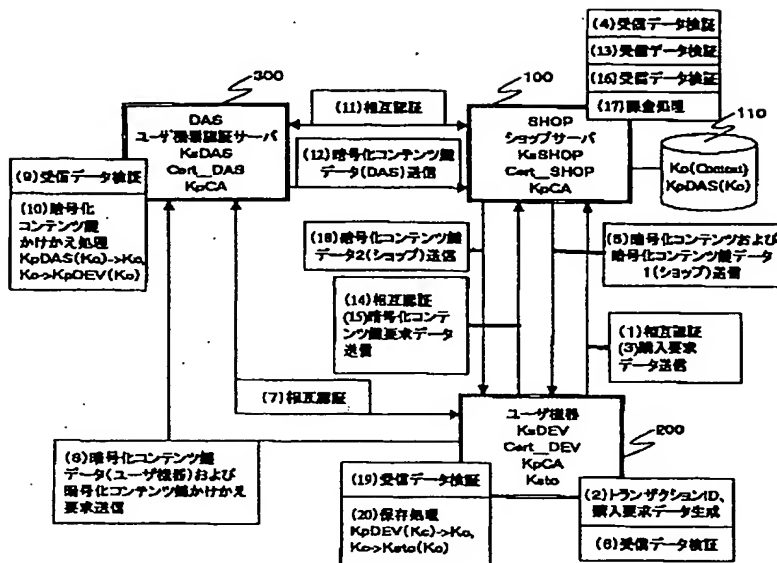 (4)受信データ検証
(13)受信データ検証
(16)受信データ検証
(17)課金処理
300
100
110
(11)相互認証
DAS
ユーザ機器認証サーバ
KsDAS
Cert_DAS
KpCA
SHOP
ショップサーバ
KsSHOP
Cert_SHOP
KpCA
Kc(Content)
KpDAS(Kc)
(12)暗号化コンテンツ鍵
データ(DAS)送信
(9)受信データ検証
(10)暗号化
コンテンツ鍵
かけかえ処理
KpDAS(Kc)->Kc,
Kc->KpDEV(Kc)
(18)暗号化コンテンツ鍵
データ2(ショップ)送信
(5)暗号化コンテンツおよび
暗号化コンテンツ鍵データ
1(ショップ)送信
(14)相互認証
(15)暗号化コンテ
ンツ鍵要求データ
送信
(1)相互認証
(3)購入要求
データ送信
(7)相互認証
ユーザ機器
KsDEV
Cert_DEV
KpCA
Ksto
200
(8)暗号化コンテンツ鍵
データ(ユーザ機器)および
暗号化コンテンツ鍵かけかえ
要求送信
(19)受信データ検証
(20)保存処理
KpDEV(Kc)->Kc,
Kc->Ksto(Kc)
(2)トランザクションID、
購入要求データ生成
(6)受信データ検証